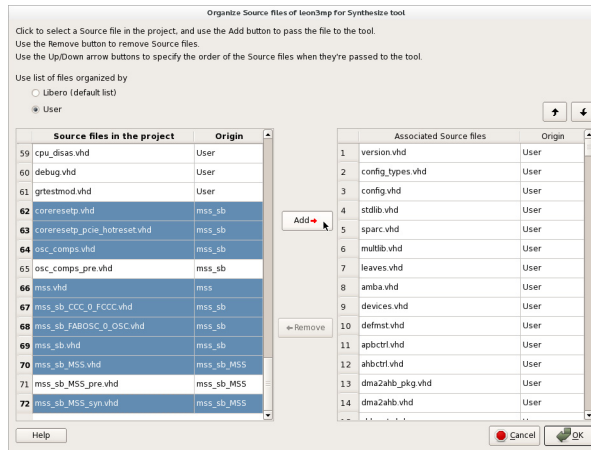 Organize Source files of leon3mp for Synthesize tool
Click to select a Source file in the project, and use the Add button to pass the file to the tool.
Use the Remove button to remove Source files.
Use the Up/Down arrow buttons to specify the order of the Source files when they're passed to the tool.
Use list of files organized by
Libero (default list)
User
Source files in the project Origin
59 cpu_disas.vhd User
60 debug.vhd User
61 grtestmod.vhd User
62 coreresetp.vhd mss_sb
63 coreresetp_pcie_hotreset.vhd mss_sb
64 osc_comps.vhd mss_sb
65 osc_comps_pre.vhd mss_sb
66 mss.vhd mss
67 mss_sb_CCC_0_FCCC.vhd mss_sb
68 mss_sb_FABOSC_0_OSC.vhd mss_sb
69 mss_sb.vhd mss_sb
70 mss_sb_MSS.vhd mss_sb_MSS
71 mss_sb_MSS_pre.vhd mss_sb_MSS
72 mss_sb_MSS_syn.vhd mss_sb_MSS
Add
Remove
Associated Source files Origin
1 version.vhd User
2 config_types.vhd User
3 config.vhd User
4 stdlib.vhd User
5 sparc.vhd User
6 multlib.vhd User
7 leaves.vhd User
8 amba.vhd User
9 devices.vhd User
10 defmst.vhd User
11 apbctrl.vhd User
12 ahbctrl.vhd User
13 dma2ahb_pkg.vhd User
14 dma2ahb.vhd User
Help
Cancel
OK